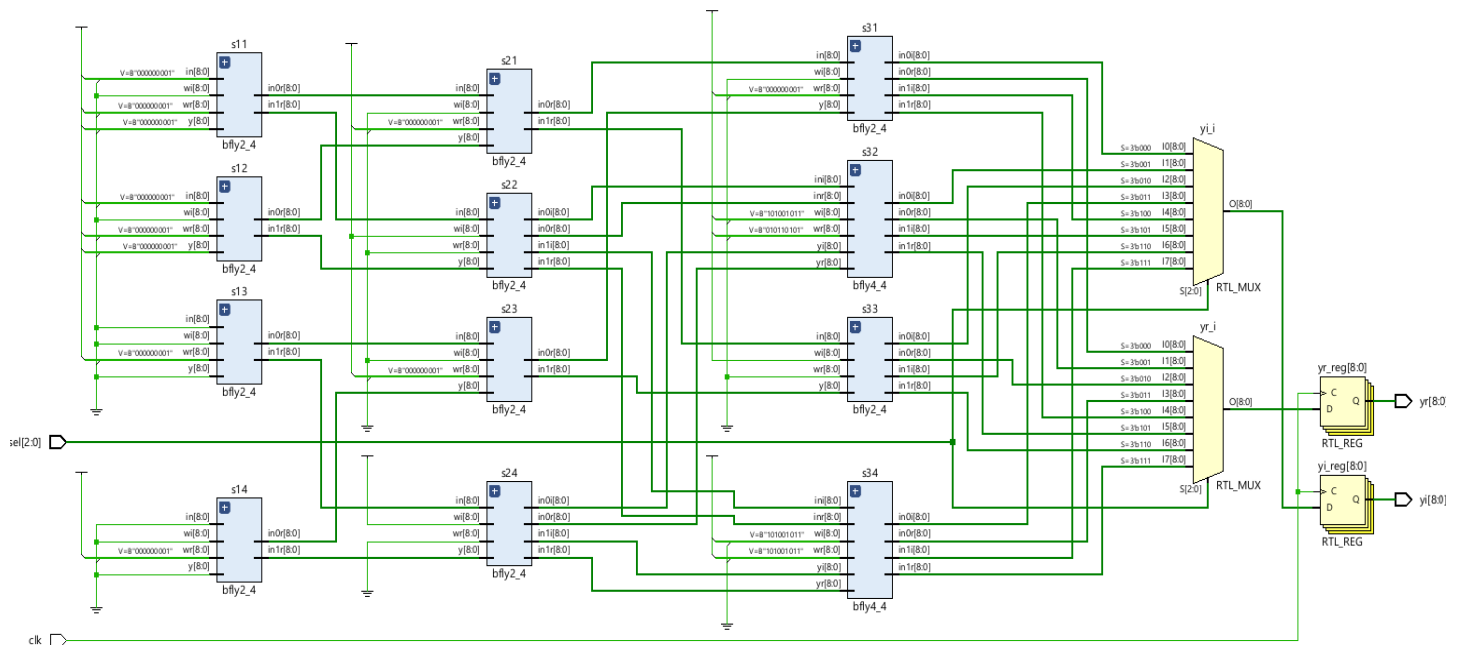 s11
V=B"000000001" in[8:0]
wi[8:0]
V=B"000000001" wr[8:0]
V=B"000000001" y[8:0]
in0r[8:0]
in1r[8:0]
bfly2_4
s12
V=B"000000001" in[8:0]
wi[8:0]
V=B"000000001" wr[8:0]
V=B"000000001" y[8:0]
in0r[8:0]
in1r[8:0]
bfly2_4
s13
in[8:0]
wi[8:0]
V=B"000000001" wr[8:0]
y[8:0]
in0r[8:0]
in1r[8:0]
bfly2_4
sel[2:0]
s14
in[8:0]
wi[8:0]
V=B"000000001" wr[8:0]
y[8:0]
in0r[8:0]
in1r[8:0]
bfly2_4
clk
s21
in[8:0]
wi[8:0]
V=B"000000001" wr[8:0]
y[8:0]
in0r[8:0]
in1r[8:0]
bfly2_4
s22
in[8:0]
wi[8:0]
wr[8:0]
y[8:0]
in0i[8:0]
in0r[8:0]
in1i[8:0]
in1r[8:0]
bfly2_4
s23
in[8:0]
wi[8:0]
V=B"000000001" wr[8:0]
y[8:0]
in0r[8:0]
in1r[8:0]
bfly2_4
s24
in[8:0]
wi[8:0]
wr[8:0]
y[8:0]
in0i[8:0]
in0r[8:0]
in1i[8:0]
in1r[8:0]
bfly2_4
s31
in[8:0]
wi[8:0]
V=B"000000001" wr[8:0]
y[8:0]
in0i[8:0]
in0r[8:0]
in1i[8:0]
in1r[8:0]
bfly2_4
s32
ini[8:0]
inr[8:0]
V=B"101001011" wi[8:0]
V=B"010110101" wr[8:0]
yi[8:0]
yr[8:0]
in0i[8:0]
in0r[8:0]
in1i[8:0]
in1r[8:0]
bfly4_4
s33
ini[8:0]
wi[8:0]
wr[8:0]
y[8:0]
in0i[8:0]
in0r[8:0]
in1i[8:0]
in1r[8:0]
bfly2_4
s34
ini[8:0]
inr[8:0]
V=B"101001011" wi[8:0]
V=B"101001011" wr[8:0]
yi[8:0]
yr[8:0]
in0i[8:0]
in0r[8:0]
in1i[8:0]
in1r[8:0]
bfly4_4
yi_i
S=3'b000 I0[8:0]
S=3'b001 I1[8:0]
S=3'b010 I2[8:0]
S=3'b011 I3[8:0]
S=3'b100 I4[8:0]
S=3'b101 I5[8:0]
S=3'b110 I6[8:0]
S=3'b111 I7[8:0]
S[2:0]
O[8:0]
RTL_MUX
yr_i
S=3'b000 I0[8:0]
S=3'b001 I1[8:0]
S=3'b010 I2[8:0]
S=3'b011 I3[8:0]
S=3'b100 I4[8:0]
S=3'b101 I5[8:0]
S=3'b110 I6[8:0]
S=3'b111 I7[8:0]
S[2:0]
O[8:0]
RTL_MUX
yr_reg[8:0]
C
D
Q
RTL_REG
yr[8:0]
yi_reg[8:0]
C
D
Q
RTL_REG
yi[8:0]